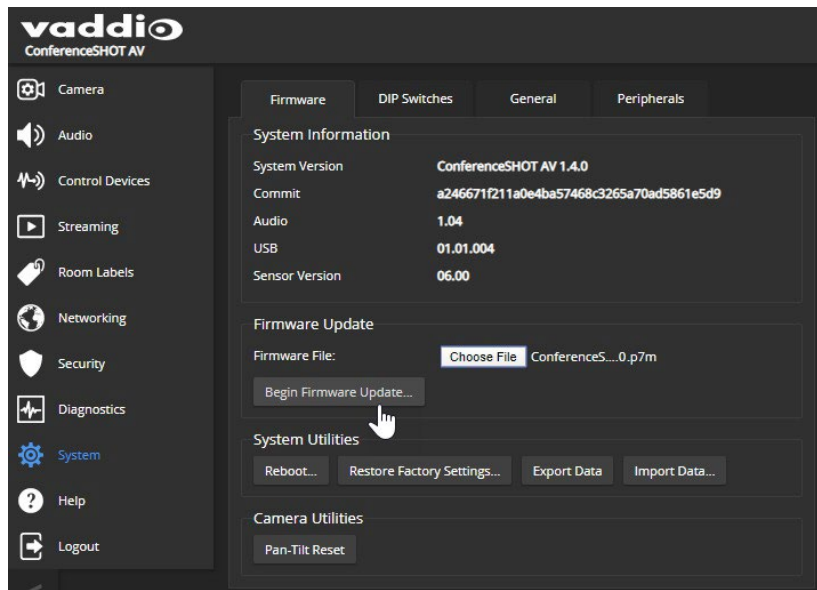 vaddio
ConferenceSHOT AV
Camera
Audio
Control Devices
Streaming
Room Labels
Networking
Security
Diagnostics
System
Help
Logout
Firmware DIP Switches General Peripherals
System Information
System Version ConferenceSHOT AV 1.4.0
Commit a246671f211a0e4ba57468c3265a70ad5861e5d9
Audio 1.04
USB 01.01.004
Sensor Version 06.00
Firmware Update
Firmware File: Choose File ConferenceS....0.p7m
Begin Firmware Update...
System Utilities
Reboot... Restore Factory Settings... Export Data Import Data...
Camera Utilities
Pan-Tilt Reset